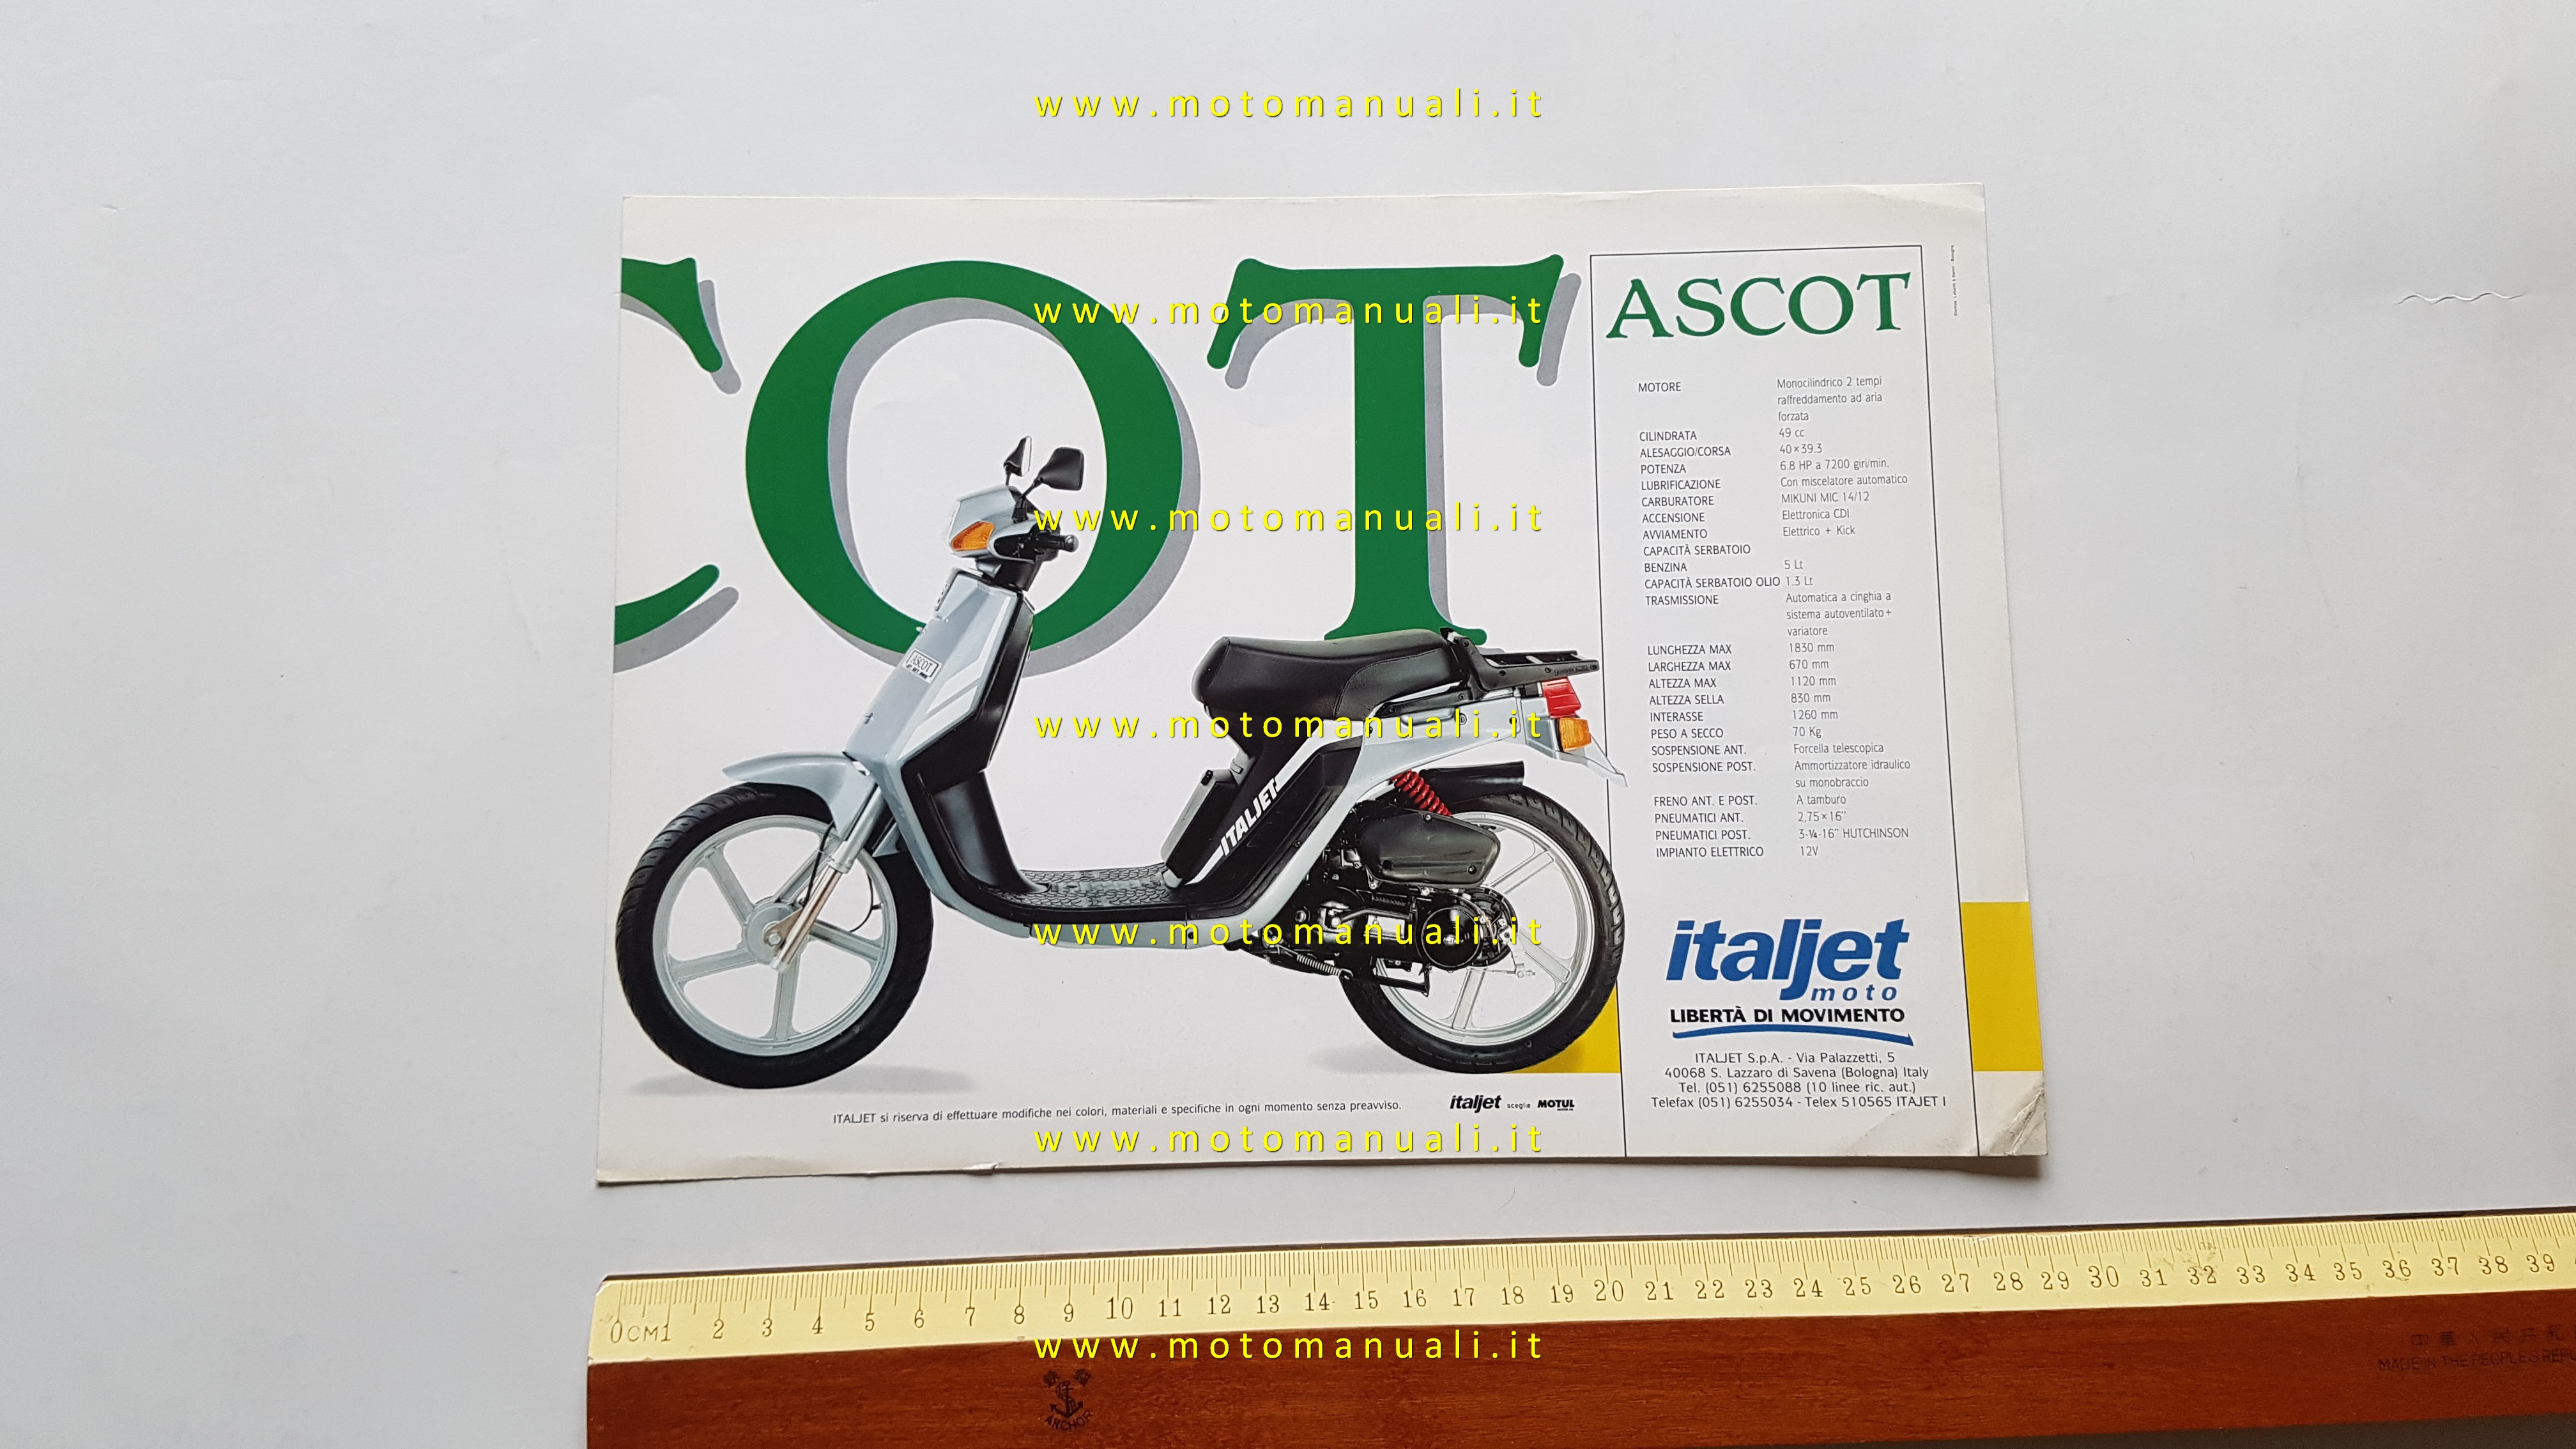 www.motomanuali.it
COT
www.motomanuali.it
ASCOT
MOTORE Monocilindrico 2 tempi
raffreddamento ad aria
forzata
CILINDRATA 49 cc
ALESAGGIO/CORSA 40×39.3
POTENZA 6.8 HP a 7200 giri/min.
LUBRIFICAZIONE Con miscelatore automatico
CARBURATORE MIKUNI MIC 14/12
ACCENSIONE Elettronica CDI
AVVIAMENTO Elettrico + Kick
CAPACITÀ SERBATOIO
BENZINA 5 Lt
CAPACITÀ SERBATOIO OLIO 1.3 Lt
TRASMISSIONE Automatica a cinghia a
sistema autoventilato+
variatore
LUNGHEZZA MAX 1830 mm
LARGHEZZA MAX 670 mm
ALTEZZA MAX 1120 mm
ALTEZZA SELLA 830 mm
INTERASSE 1260 mm
PESO A SECCO 70 Kg
SOSPENSIONE ANT. Forcella telescopica
SOSPENSIONE POST. Ammortizzatore idraulico
su monobraccio
FRENO ANT. E POST. A tamburo
PNEUMATICI ANT. 2,75×16"
PNEUMATICI POST. 3-¼-16" HUTCHINSON
IMPIANTO ELETTRICO 12V
www.motomanuali.it
ASCOT
www.motomanuali.it
ITALJET
www.motomanuali.it
italjet
moto
LIBERTÀ DI MOVIMENTO
ITALJET S.p.A. - Via Palazzetti, 5
40068 S. Lazzaro di Savena (Bologna) Italy
Tel. (051) 6255088 (10 linee ric. aut.)
Telefax (051) 6255034 - Telex 510565 ITAJET I
ITALJET si riserva di effettuare modifiche nei colori, materiali e specifiche in ogni momento senza preavviso.
italjet sceglie MOTUL
www.motomanuali.it
0CM1 2 3 4 5 6 7 8 9 10 11 12 13 14 15 16 17 18 19 20 21 22 23 24 25 26 27 28 29 30 31 32 33 34 35 36 37 38 39
www.motomanuali.it
ANCHOR
MADE IN THE PEOPLES